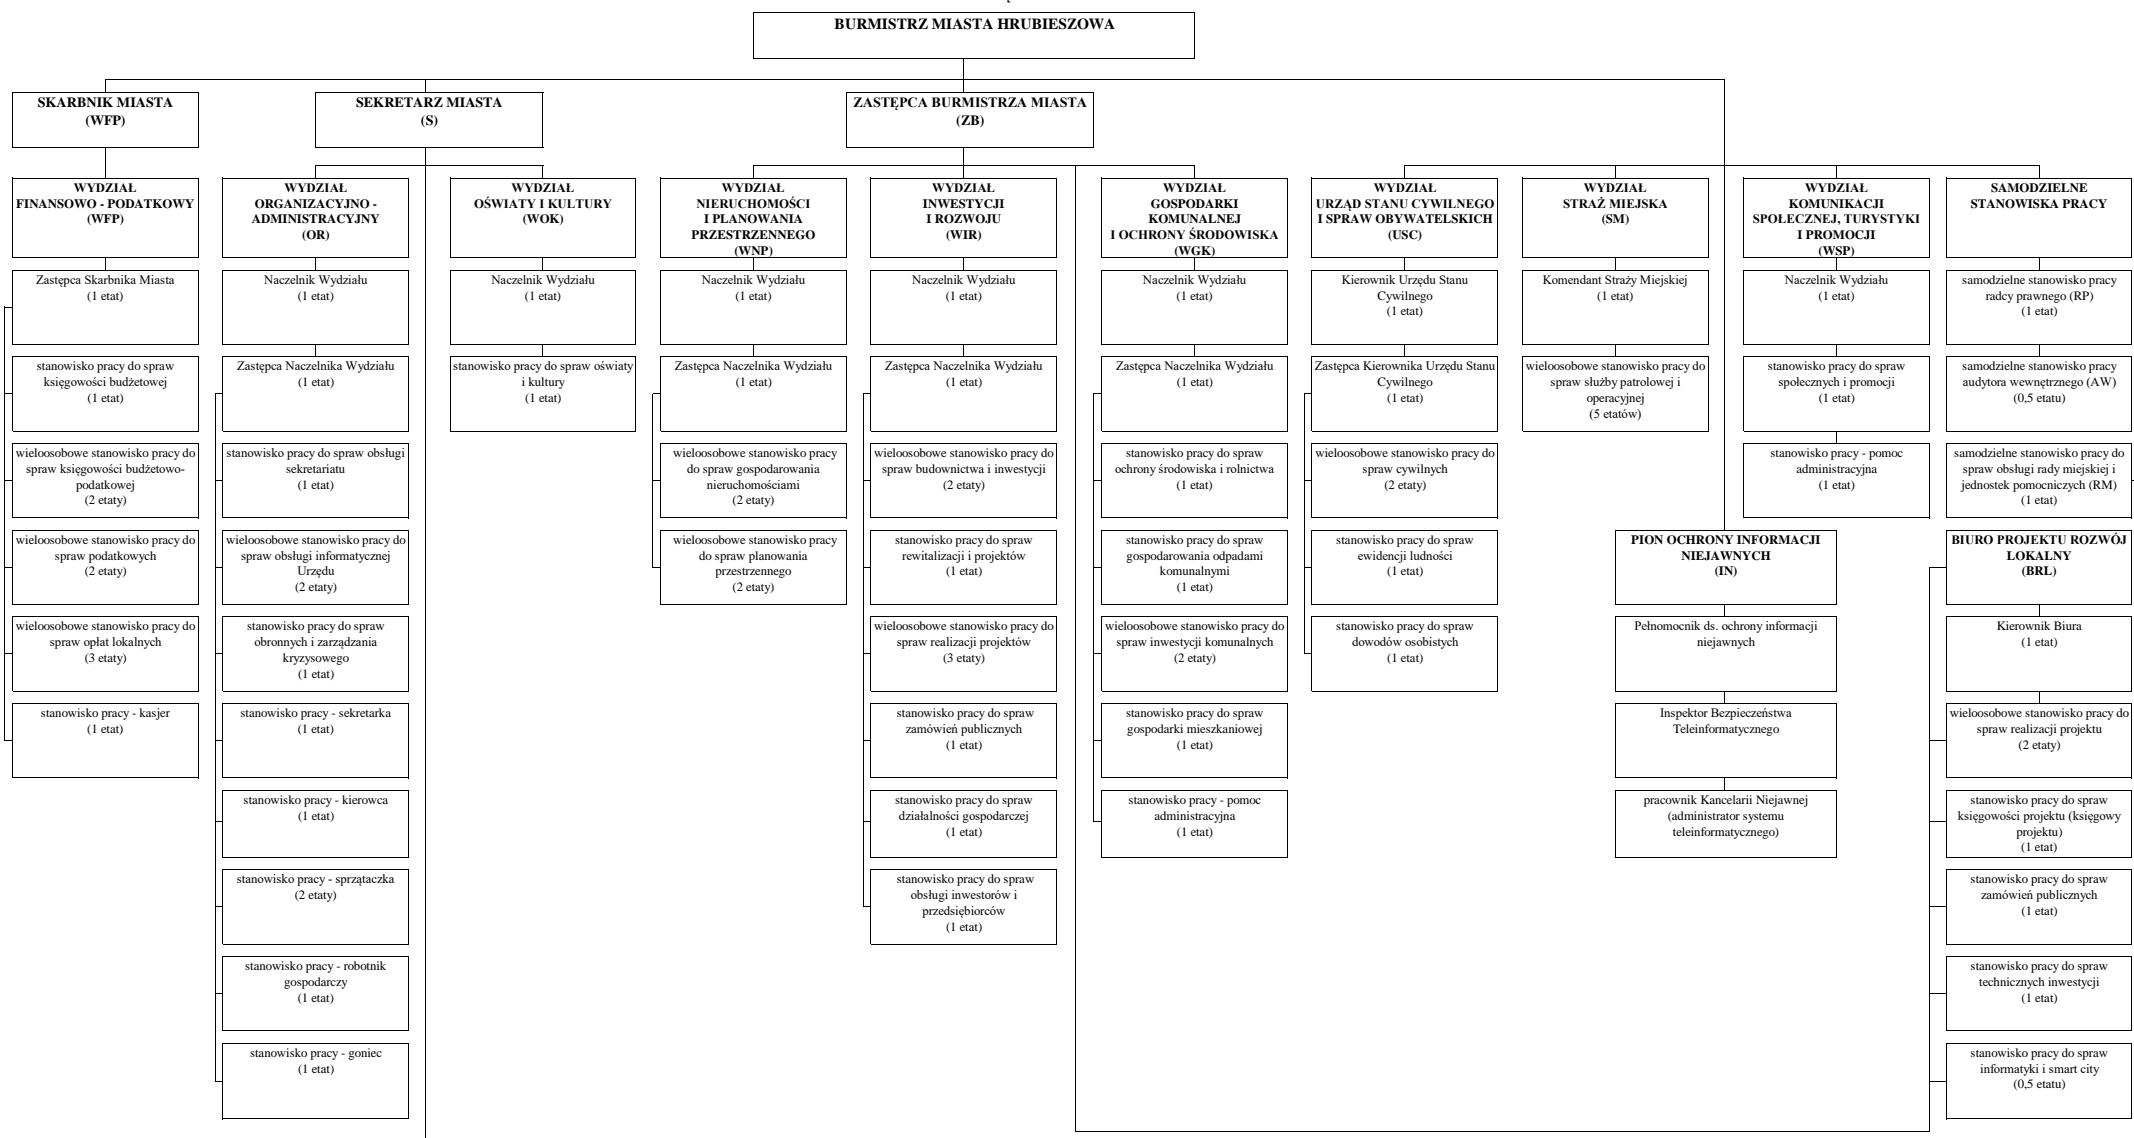 BURMISTRZ MIASTA HRUBIESZOWA
SKARBNIK MIASTA
(WFP)
SEKRETARZ MIASTA
(S)
ZASTĘPCA BURMISTRZA MIASTA
(ZB)
WYDZIAŁ
FINANSOWO - PODATKOWY
(WFP)
Zastępca Skarbnika Miasta
(1 etat)
stanowisko pracy do spraw
księgowości budżetowej
(1 etat)
wieloosobowe stanowisko pracy do
spraw księgowości budżetowo-
podatkowej
(2 etaty)
wieloosobowe stanowisko pracy do
spraw podatkowych
(2 etaty)
wieloosobowe stanowisko pracy do
spraw opłat lokalnych
(3 etaty)
stanowisko pracy - kasjer
(1 etat)
WYDZIAŁ
ORGANIZACYJNO -
ADMINISTRACYJNY
(OR)
Naczelnik Wydziału
(1 etat)
Zastępca Naczelnika Wydziału
(1 etat)
stanowisko pracy do spraw obsługi
sekretariatu
(1 etat)
wieloosobowe stanowisko pracy do
spraw obsługi informatycznej
Urzędu
(2 etaty)
stanowisko pracy do spraw
obronnych i zarządzania
kryzysowego
(1 etat)
stanowisko pracy - sekretarka
(1 etat)
stanowisko pracy - kierowca
(1 etat)
stanowisko pracy - sprzątaczka
(2 etaty)
stanowisko pracy - robotnik
gospodarczy
(1 etat)
stanowisko pracy - goniec
(1 etat)
WYDZIAŁ
OŚWIATY I KULTURY
(WOK)
Naczelnik Wydziału
(1 etat)
stanowisko pracy do spraw oświaty
i kultury
(1 etat)
WYDZIAŁ
NIERUCHOMOŚCI
I PLANOWANIA
PRZESTRZENNEGO
(WNP)
Naczelnik Wydziału
(1 etat)
Zastępca Naczelnika Wydziału
(1 etat)
wieloosobowe stanowisko pracy
do spraw gospodarowania
nieruchomościami
(2 etaty)
wieloosobowe stanowisko pracy
do spraw planowania
przestrzennego
(2 etaty)
WYDZIAŁ
INWESTYCJI
I ROZWOJU
(WIR)
Naczelnik Wydziału
(1 etat)
Zastępca Naczelnika Wydziału
(1 etat)
wieloosobowe stanowisko pracy do
spraw budownictwa i inwestycji
(2 etaty)
stanowisko pracy do spraw
rewitalizacji i projektów
(1 etat)
wieloosobowe stanowisko pracy do
spraw realizacji projektów
(3 etaty)
stanowisko pracy do spraw
zamówień publicznych
(1 etat)
stanowisko pracy do spraw
działalności gospodarczej
(1 etat)
stanowisko pracy do spraw
obsługi inwestorów i
przedsiębiorców
(1 etat)
WYDZIAŁ
GOSPODARKI
KOMUNALNEJ
I OCHRONY ŚRODOWISKA
(WGK)
Naczelnik Wydziału
(1 etat)
Zastępca Naczelnika Wydziału
(1 etat)
stanowisko pracy do spraw
ochrony środowiska i rolnictwa
(1 etat)
stanowisko pracy do spraw
gospodarowania odpadami
komunalnymi
(1 etat)
wieloosobowe stanowisko pracy do
spraw inwestycji komunalnych
(2 etaty)
stanowisko pracy do spraw
gospodarki mieszkaniowej
(1 etat)
stanowisko pracy - pomoc
administracyjna
(1 etat)
WYDZIAŁ
URZĄD STANU CYWILNEGO
I SPRAW OBYWATELSKICH
(USC)
Kierownik Urzędu Stanu
Cywilnego
(1 etat)
Zastępca Kierownika Urzędu Stanu
Cywilnego
(1 etat)
wieloosobowe stanowisko pracy do
spraw cywilnych
(2 etaty)
stanowisko pracy do spraw
ewidencji ludności
(1 etat)
stanowisko pracy do spraw
dowodów osobistych
(1 etat)
WYDZIAŁ
STRAŻ MIEJSKA
(SM)
Komendant Straży Miejskiej
(1 etat)
wieloosobowe stanowisko pracy do
spraw służby patrolowej i
operacyjnej
(5 etatów)
PION OCHRONY INFORMACJI
NIEJAWNYCH
(IN)
Pełnomocnik ds. ochrony informacji
niejawnych
Inspektor Bezpieczeństwa
Teleinformatycznego
pracownik Kancelarii Niejawnej
(administrator systemu
teleinformatycznego)
WYDZIAŁ
KOMUNIKACJI
SPOŁECZNEJ, TURYSTYKI
I PROMOCJI
(WSP)
Naczelnik Wydziału
(1 etat)
stanowisko pracy do spraw
społecznych i promocji
(1 etat)
stanowisko pracy - pomoc
administracyjna
(1 etat)
SAMODZIELNE
STANOWISKA PRACY
samodzielne stanowisko pracy
radcy prawnego (RP)
(1 etat)
samodzielne stanowisko pracy
audytora wewnętrznego (AW)
(0,5 etatu)
samodzielne stanowisko pracy do
spraw obsługi rady miejskiej i
jednostek pomocniczych (RM)
(1 etat)
BIURO PROJEKTU ROZWÓJ
LOKALNY
(BRL)
Kierownik Biura
(1 etat)
wieloosobowe stanowisko pracy do
spraw realizacji projektu
(2 etaty)
stanowisko pracy do spraw
księgowości projektu (księgowy
projektu)
(1 etat)
stanowisko pracy do spraw
zamówień publicznych
(1 etat)
stanowisko pracy do spraw
technicznych inwestycji
(1 etat)
stanowisko pracy do spraw
informatyki i smart city
(0,5 etatu)